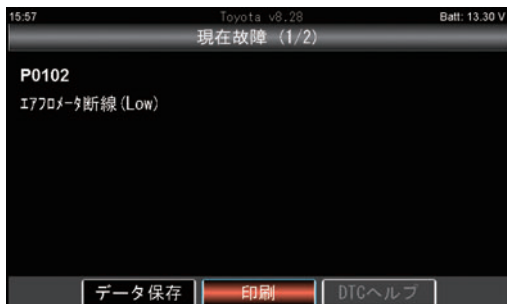 15:57 Toyota v8.28 Batt: 13.30 V
現在故障 (1/2)
P0102
ｴｱﾌﾛﾒｰﾀ断線(Low)
データ保存 印刷 DTCヘルプ